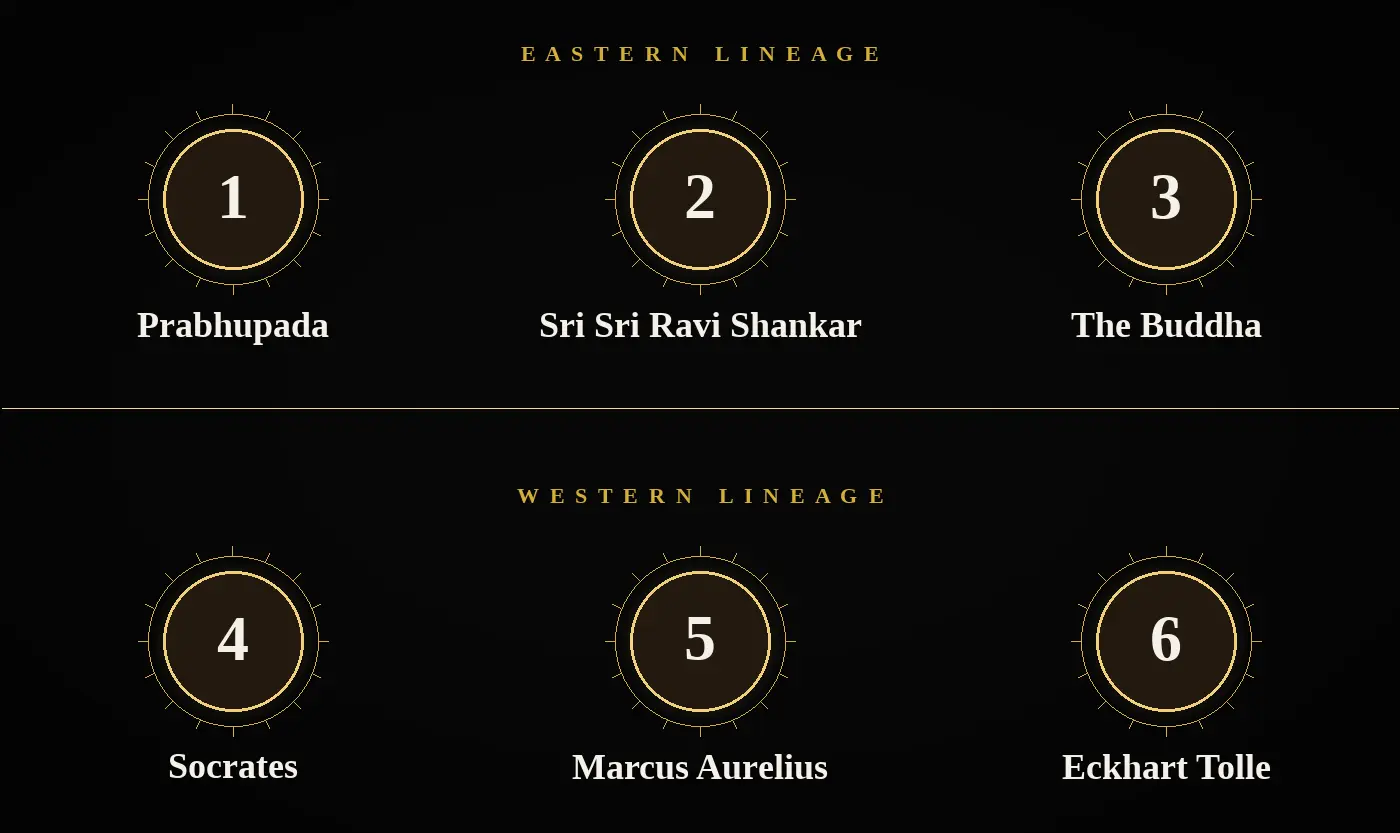 EASTERN LINEAGE
1
2
3
Prabhupada
Sri Sri Ravi Shankar
The Buddha
WESTERN LINEAGE
4
5
6
Socrates
Marcus Aurelius
Eckhart Tolle